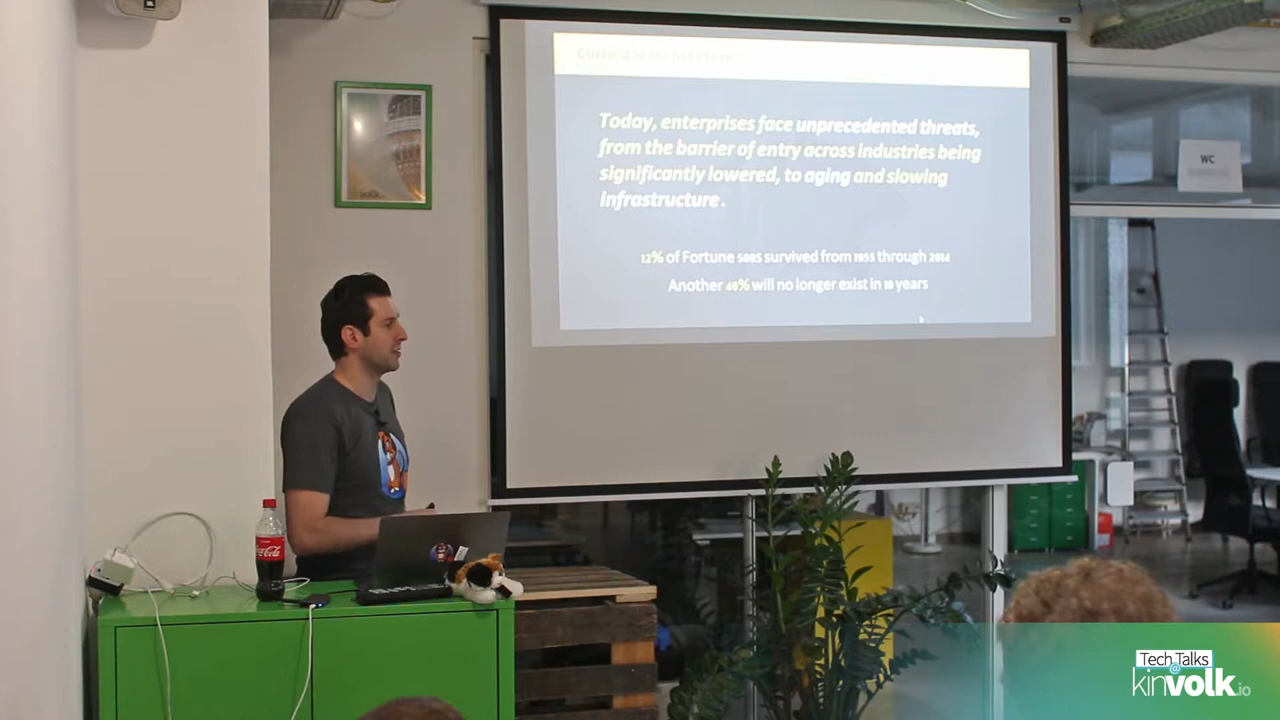 Today, enterprises face unprecedented threats,
from the barrier of entry across industries being
significantly lowered, to aging and slowing
infrastructure.
12% of Fortune 500s survived from 1955 through 2014
Another 40% will no longer exist in 10 years
WC
Coca-Cola
Tech Talks
@
kinvolk.io